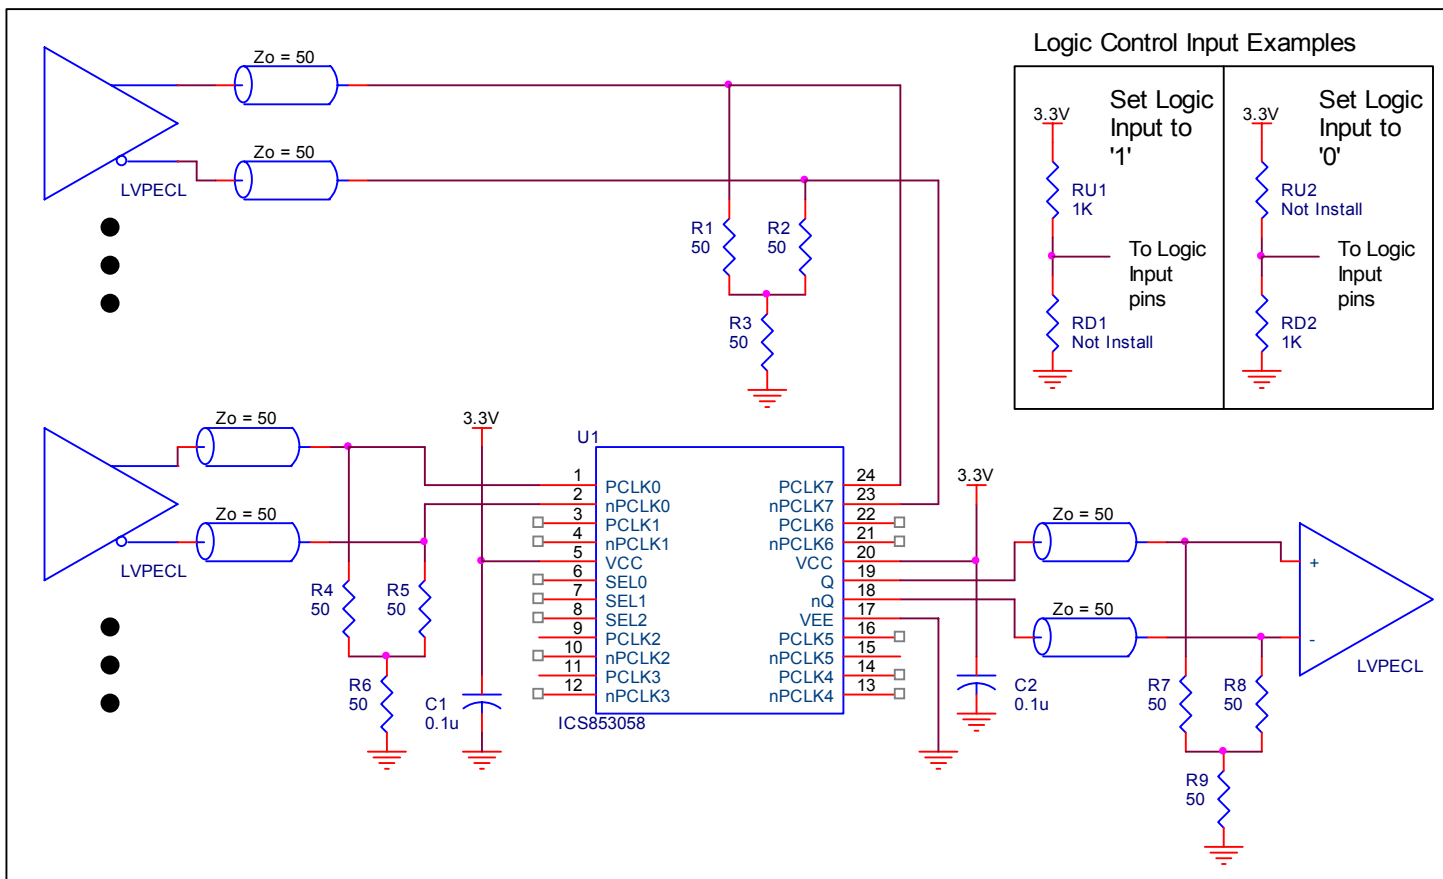 Logic Control Input Examples
Zo = 50
Zo = 50
LVPECL
R1
50
R2
50
R3
50
3.3V
Set Logic
Input to
'1'
RU1
1K
To Logic
Input
pins
RD1
Not Install
3.3V
Set Logic
Input to
'0'
RU2
Not Install
To Logic
Input
pins
RD2
1K
Zo = 50
Zo = 50
LVPECL
R4
50
R5
50
R6
50
3.3V
C1
0.1u
U1
1 PCLK0
2 nPCLK0
3 PCLK1
4 nPCLK1
5 VCC
6 SEL0
7 SEL1
8 SEL2
9 PCLK2
10 nPCLK2
11 PCLK3
12 nPCLK3
PCLK7 24
nPCLK7 23
PCLK6 22
nPCLK6 21
VCC 20
Q 19
nQ 18
VEE 17
PCLK5 16
nPCLK5 15
PCLK4 14
nPCLK4 13
ICS853058
3.3V
C2
0.1u
Zo = 50
Zo = 50
+
-
LVPECL
R7
50
R8
50
R9
50